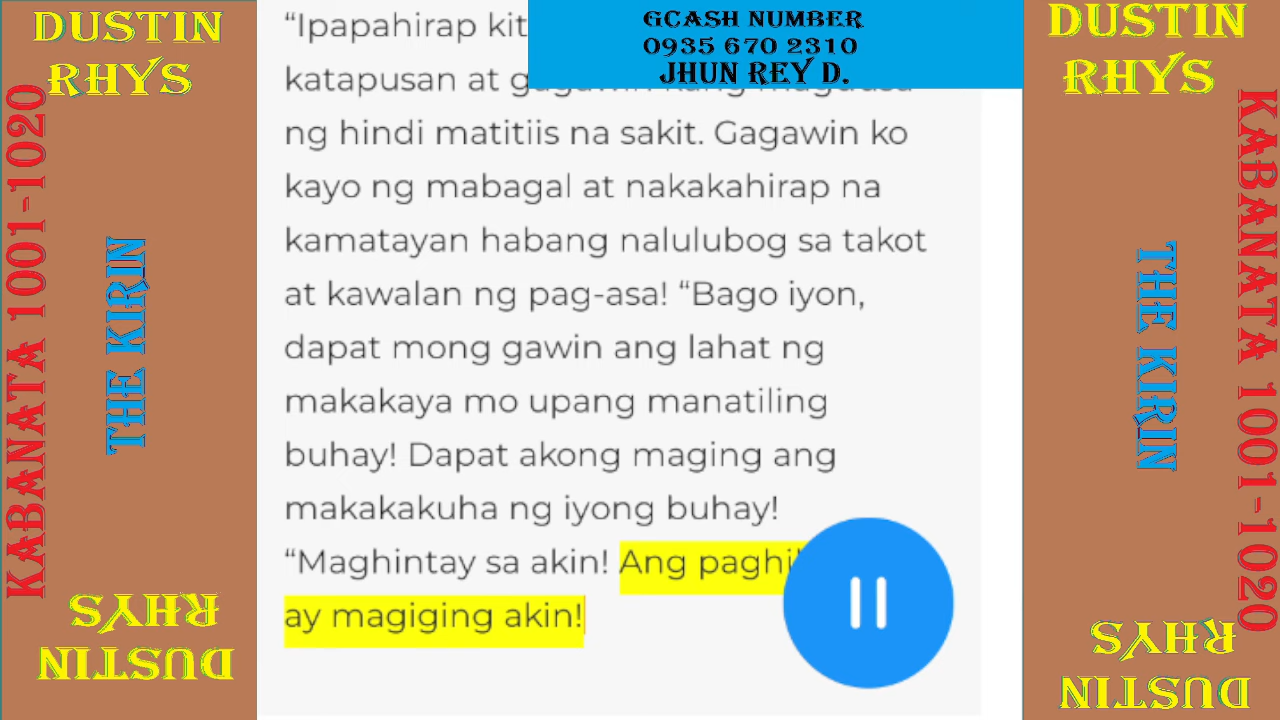 DUSTIN
RHYS
KABANATA 1001-1020
THE KIRIN
DUSTIN
RHYS
GCASH NUMBER
0935 670 2310
JHUN REY D.
“Ipapahirap
katapusan at
ng hindi matitiis na sakit. Gagawin ko
kayo ng mabagal at nakakahirap na
kamatayan habang nalulubog sa takot
at kawalan ng pag-asa! “Bago iyon,
dapat mong gawin ang lahat ng
makakaya mo upang manatiling
buhay! Dapat akong maging ang
makakakuha ng iyong buhay!
“Maghintay sa akin! Ang
ay magiging akin!
DUSTIN
RHYS
KABANATA 1001-1020
THE KIRIN
DUSTIN
RHYS